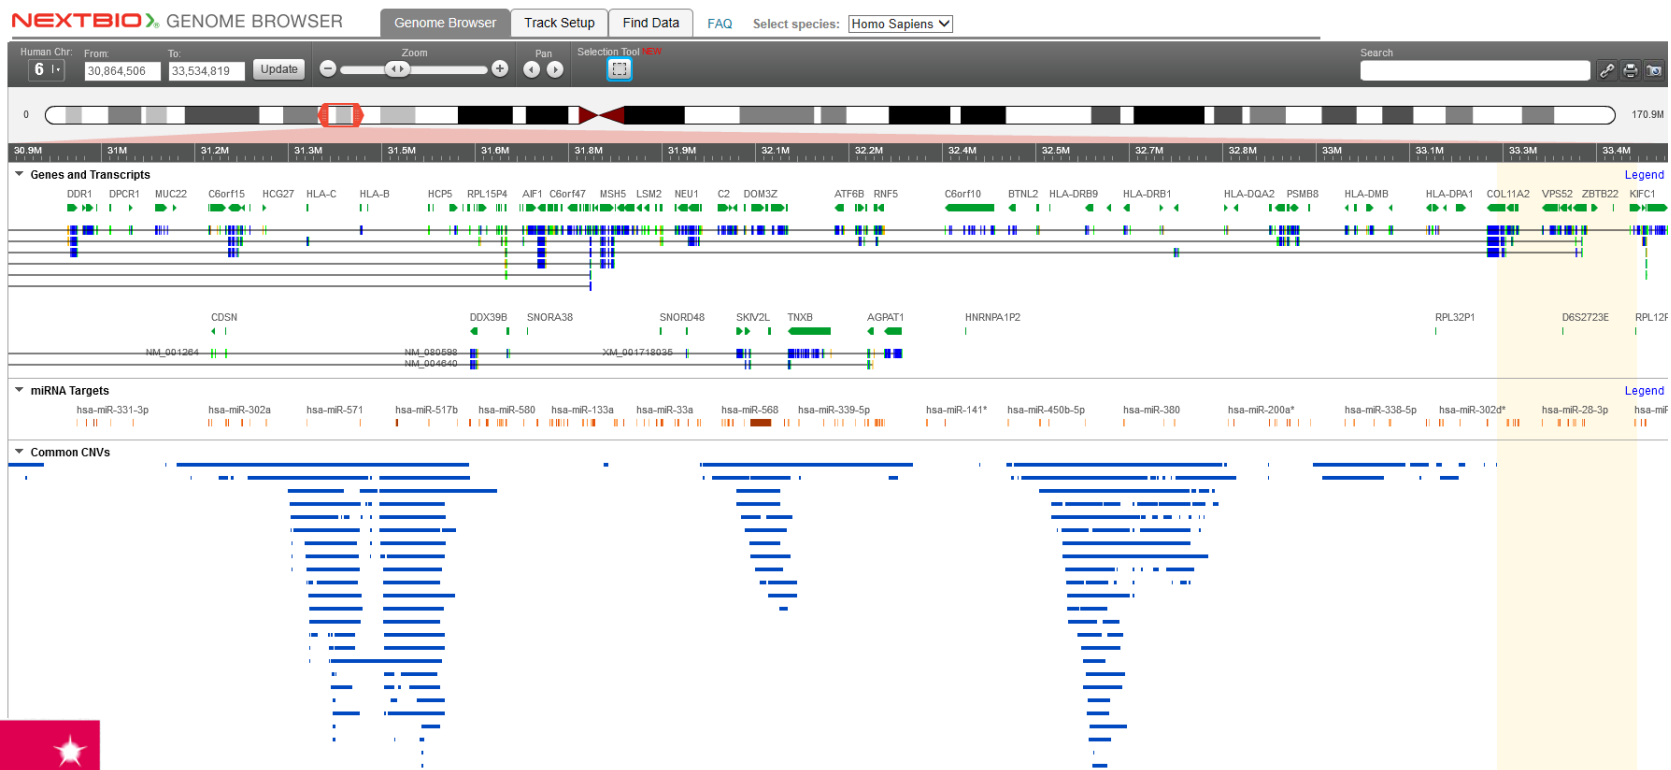 NEXTBIO GENOME BROWSER Genome Browser Track Setup Find Data FAQ Select species: Homo Sapiens
Human Chr: From: To: Zoom Pan Selection Tool NEW Search
6 30,864,506 33,534,819 Update
0 170.9M
30.9M 31M 31.2M 31.3M 31.5M 31.6M 31.8M 31.9M 32.1M 32.2M 32.4M 32.5M 32.7M 32.8M 33M 33.1M 33.3M 33.4M
Genes and Transcripts Legend
DDR1 DPCR1 MUC22 C6orf15 HCG27 HLA-C HLA-B HCP5 RPL15P4 AIF1 C6orf47 MSH5 LSM2 NEU1 C2 DOM3Z ATF6B RNF5 C6orf10 BTNL2 HLA-DRB9 HLA-DRB1 HLA-DQA2 PSMB8 HLA-DMB HLA-DPA1 COL11A2 VPS52 ZBTB22 KIFC1
CDSN DDX39B SNORA38 SNORD48 SKIV2L TNXB AGPAT1 HNRNPA1P2 RPL32P1 D6S2723E RPL12P
NM_001264 NM_080598 XM_001718035
NM_004640
miRNA Targets Legend
hsa-miR-331-3p hsa-miR-302a hsa-miR-571 hsa-miR-517b hsa-miR-580 hsa-miR-133a hsa-miR-33a hsa-miR-568 hsa-miR-339-5p hsa-miR-141* hsa-miR-450b-5p hsa-miR-380 hsa-miR-200a* hsa-miR-338-5p hsa-miR-302d* hsa-miR-28-3p hsa-miR
Common CNVs